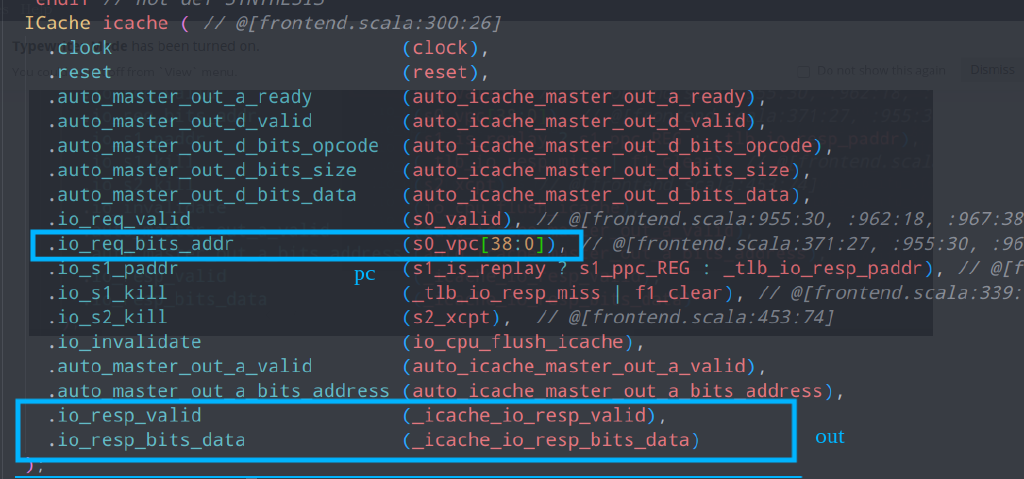 endif // not def SYNTHESIS
ICache icache ( // @[frontend.scala:300:26]
.clock (clock),
.reset (reset),
.auto_master_out_a_ready (auto_icache_master_out_a_ready),
.auto_master_out_d_valid (auto_icache_master_out_d_valid),
.auto_master_out_d_bits_opcode (auto_icache_master_out_d_bits_opcode),
.auto_master_out_d_bits_size (auto_icache_master_out_d_bits_size),
.auto_master_out_d_bits_data (auto_icache_master_out_d_bits_data),
.io_req_valid (s0_valid), // @[frontend.scala:955:30, :962:18, :967:38
.io_req_bits_addr (s0_vpc[38:0]), // @[frontend.scala:371:27, :955:30, :96
.io_s1_paddr (s1_is_replay ? s1_ppc_REG : _tlb_io_resp_paddr), // @[f
pc
.io_s1_kill (_tlb_io_resp_miss | f1_clear), // @[frontend.scala:339:
.io_s2_kill (s2_xcpt), // @[frontend.scala:453:74]
.io_invalidate (io_cpu_flush_icache),
.auto_master_out_a_valid (auto_icache_master_out_a_valid),
.auto_master_out_a_bits_address (auto_icache_master_out_a_bits_address),
.io_resp_valid (_icache_io_resp_valid),
.io_resp_bits_data (_icache_io_resp_bits_data)
out
);